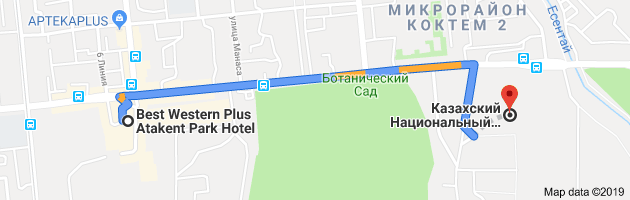 МИКРОРАЙОН
КОКТЕМ 2
Есентай
АРТЕКАPLUS
6 Линия
улица Манаса
Ботанический
Сад
Best Western Plus
Atakent Park Hotel
Казахский
Национальный...
Map data ©2019